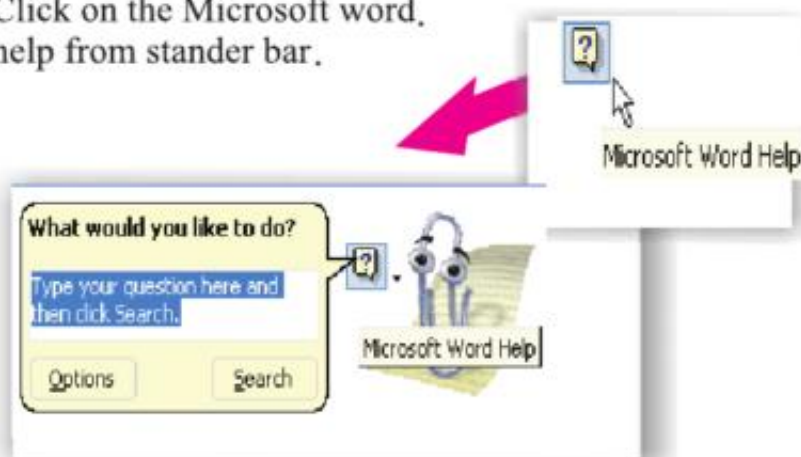 Click on the Microsoft word.
help from stander bar.
?
Microsoft Word Help
What would you like to do?
?
Type your question here and
then click Search.
Microsoft Word Help
Options
Search